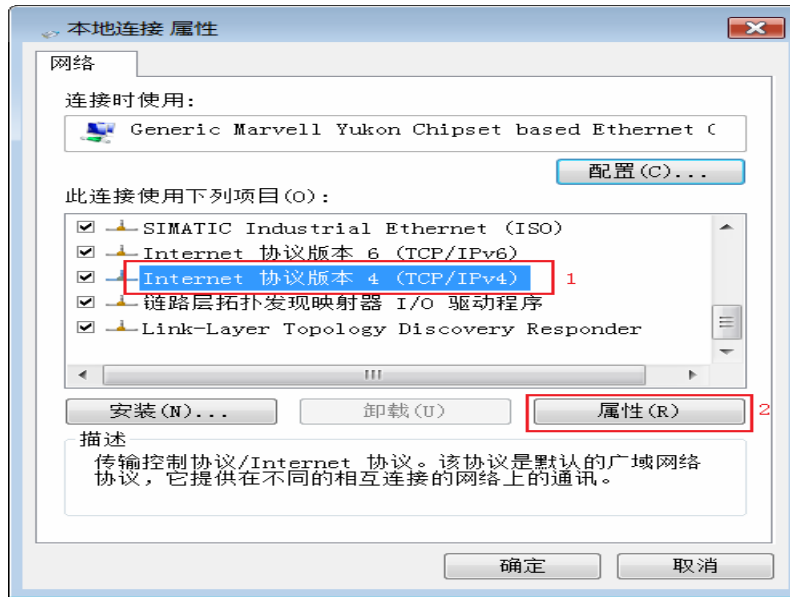 本地连接 属性
网络
连接时使用:
Generic Marvell Yukon Chipset based Ethernet C
配置(C)...
此连接使用下列项目(O):
SIMATIC Industrial Ethernet (ISO)
Internet 协议版本 6 (TCP/IPv6)
Internet 协议版本 4 (TCP/IPv4) 1
链路层拓扑发现映射器 I/O 驱动程序
Link-Layer Topology Discovery Responder
安装(N)... 卸载(U) 属性(R) 2
描述
传输控制协议/Internet 协议。该协议是默认的广域网络
协议，它提供在不同的相互连接的网络上的通讯。
确定 取消